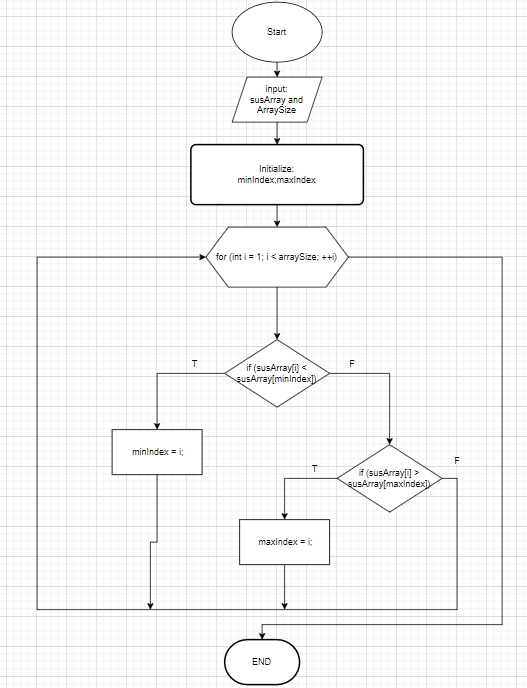 Start
input:
susArray and
ArraySize
Initialize:
minIndex;maxIndex
for (int i = 1; i < arraySize; ++i)
T
if (susArray[i] <
susArray[minIndex])
F
minIndex = i;
T
if (susArray[i] >
susArray[maxIndex])
F
maxIndex = i;
END